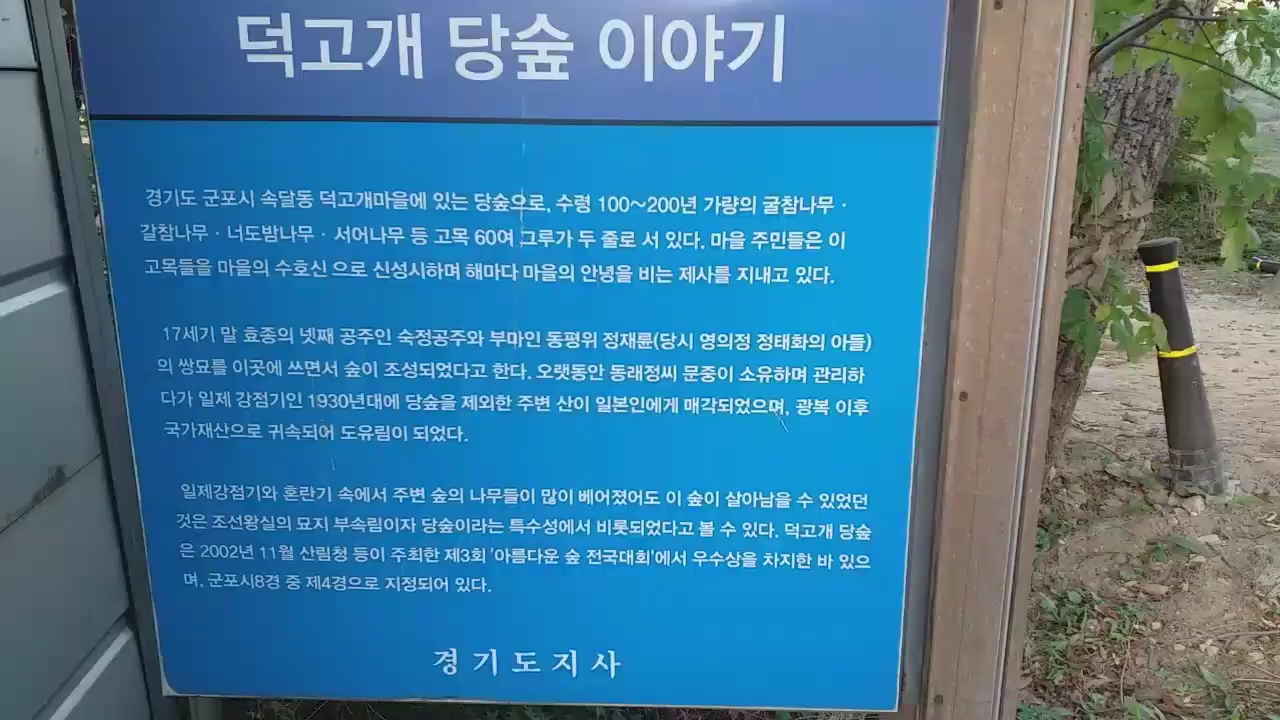 덕고개 당숲 이야기
경기도 군포시 속달동 덕고개마을에 있는 당숲으로, 수령 100~200년 가량의 굴참나무 ·
갈참나무 · 너도밤나무 · 서어나무 등 고목 60여 그루가 두 줄로 서 있다. 마을 주민들은 이
고목들을 마을의 수호신 으로 신성시하며 해마다 마을의 안녕을 비는 제사를 지내고 있다.
17세기 말 효종의 넷째 공주인 숙정공주와 부마인 동평위 정재륜(당시 영의정 정태화의 아들)
의 쌍묘를 이곳에 쓰면서 숲이 조성되었다고 한다. 오랫동안 동래정씨 문중이 소유하며 관리하
다가 일제 강점기인 1930년대에 당숲을 제외한 주변 산이 일본인에게 매각되었으며, 광복 이후
국가재산으로 귀속되어 도유림이 되었다.
일제강점기와 혼란기 속에서 주변 숲의 나무들이 많이 베어졌어도 이 숲이 살아남을 수 있었던
것은 조선왕실의 묘지 부속림이자 당숲이라는 특수성에서 비롯되었다고 볼 수 있다. 덕고개 당숲
은 2002년 11월 산림청 등이 주최한 제3회 '아름다운 숲 전국대회'에서 우수상을 차지한 바 있으
며, 군포시8경 중 제4경으로 지정되어 있다.
경기도지사